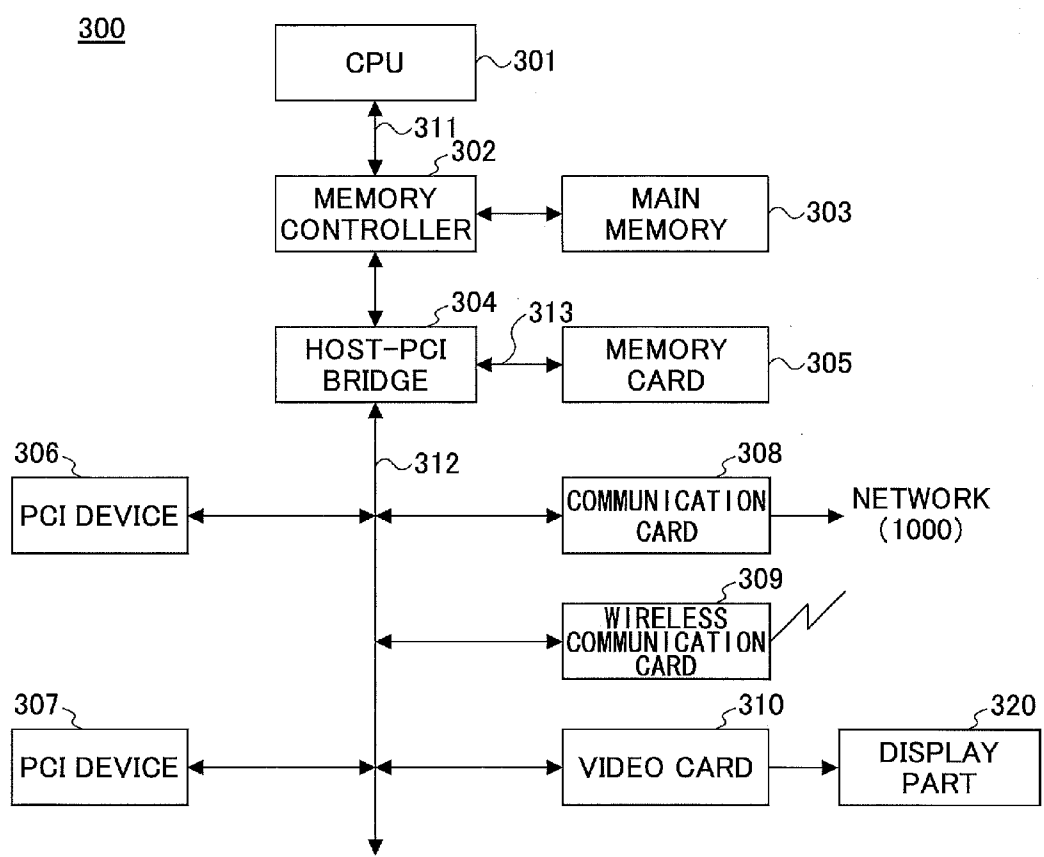 300
CPU
301
311
302
MEMORY
CONTROLLER
MAIN
MEMORY
303
304
313
HOST-PCI
BRIDGE
MEMORY
CARD
305
306
312
308
PCI DEVICE
COMMUNICATION
CARD
NETWORK
(1000)
309
WIRELESS
COMMUNICATION
CARD
307
310
320
PCI DEVICE
VIDEO CARD
DISPLAY
PART